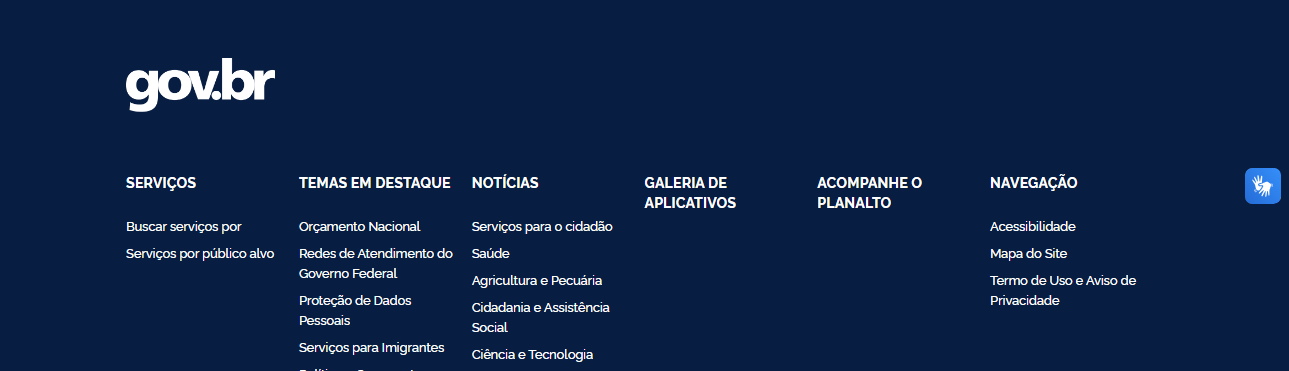 gov.br
SERVIÇOS
Buscar serviços por
Serviços por público alvo
TEMAS EM DESTAQUE
Orçamento Nacional
Redes de Atendimento do
Governo Federal
Proteção de Dados
Pessoais
Serviços para Imigrantes
NOTÍCIAS
Serviços para o cidadão
Saúde
Agricultura e Pecuária
Cidadania e Assistência
Social
Ciência e Tecnologia
GALERIA DE
APLICATIVOS
ACOMPANHE O
PLANALTO
NAVEGAÇÃO
Acessibilidade
Mapa do Site
Termo de Uso e Aviso de
Privacidade